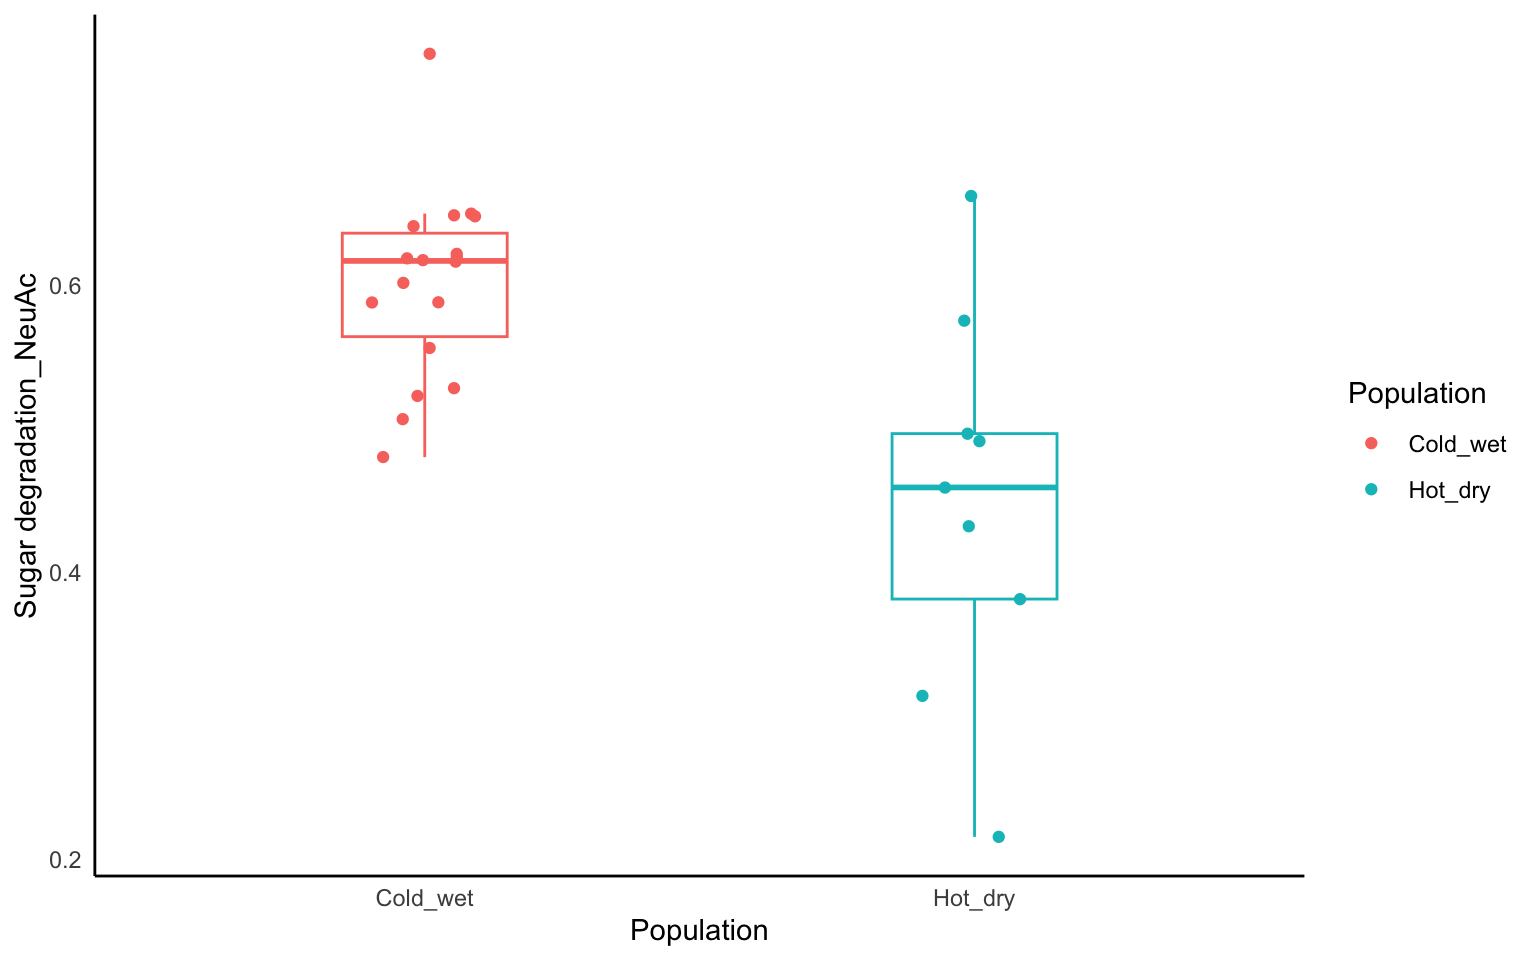 Sugar degradation_NeuAc
0.6
0.4
0.2
Cold_wet
Hot_dry
Population
Population
Cold_wet
Hot_dry